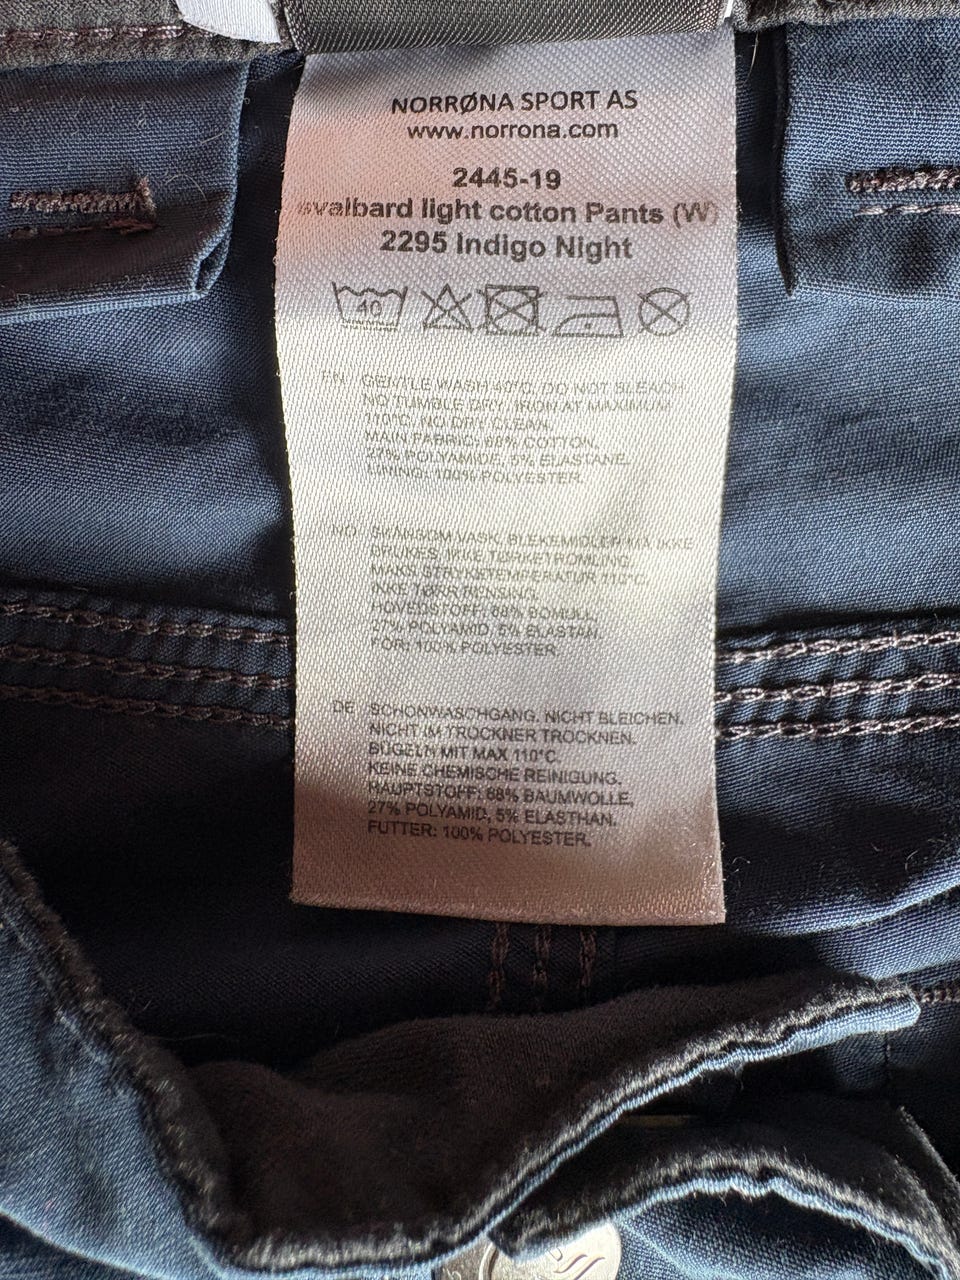 NORRØNA SPORT AS
www.norrona.com
2445-19
svalbard light cotton Pants (W)
2295 Indigo Night
40
EN GENTLE WASH 40°C. DO NOT BLEACH
NO TUMBLE DRY. IRON AT MAXIMUM
110°C. NO DRY CLEAN.
MAIN FABRIC: 68% COTTON,
27% POLYAMIDE, 5% ELASTANE.
LINING: 100% POLYESTER.
NO SKÅNSOM VASK. BLEKEMIDLER MÅ IKKE
BRUKES. IKKE TØRKETROMLING.
MAKS STRYKETEMPERATUR 110°C.
IKKE TØRR RENSING.
HOVEDSTOFF: 68% BOMULL,
27% POLYAMID, 5% ELASTAN.
FOR: 100% POLYESTER.
DE SCHONWASCHGANG. NICHT BLEICHEN.
NICHT IM TROCKNER TROCKNEN.
BÜGELN MIT MAX 110°C.
KEINE CHEMISCHE REINIGUNG.
HAUPTSTOFF: 68% BAUMWOLLE,
27% POLYAMID, 5% ELASTHAN.
FUTTER: 100% POLYESTER.